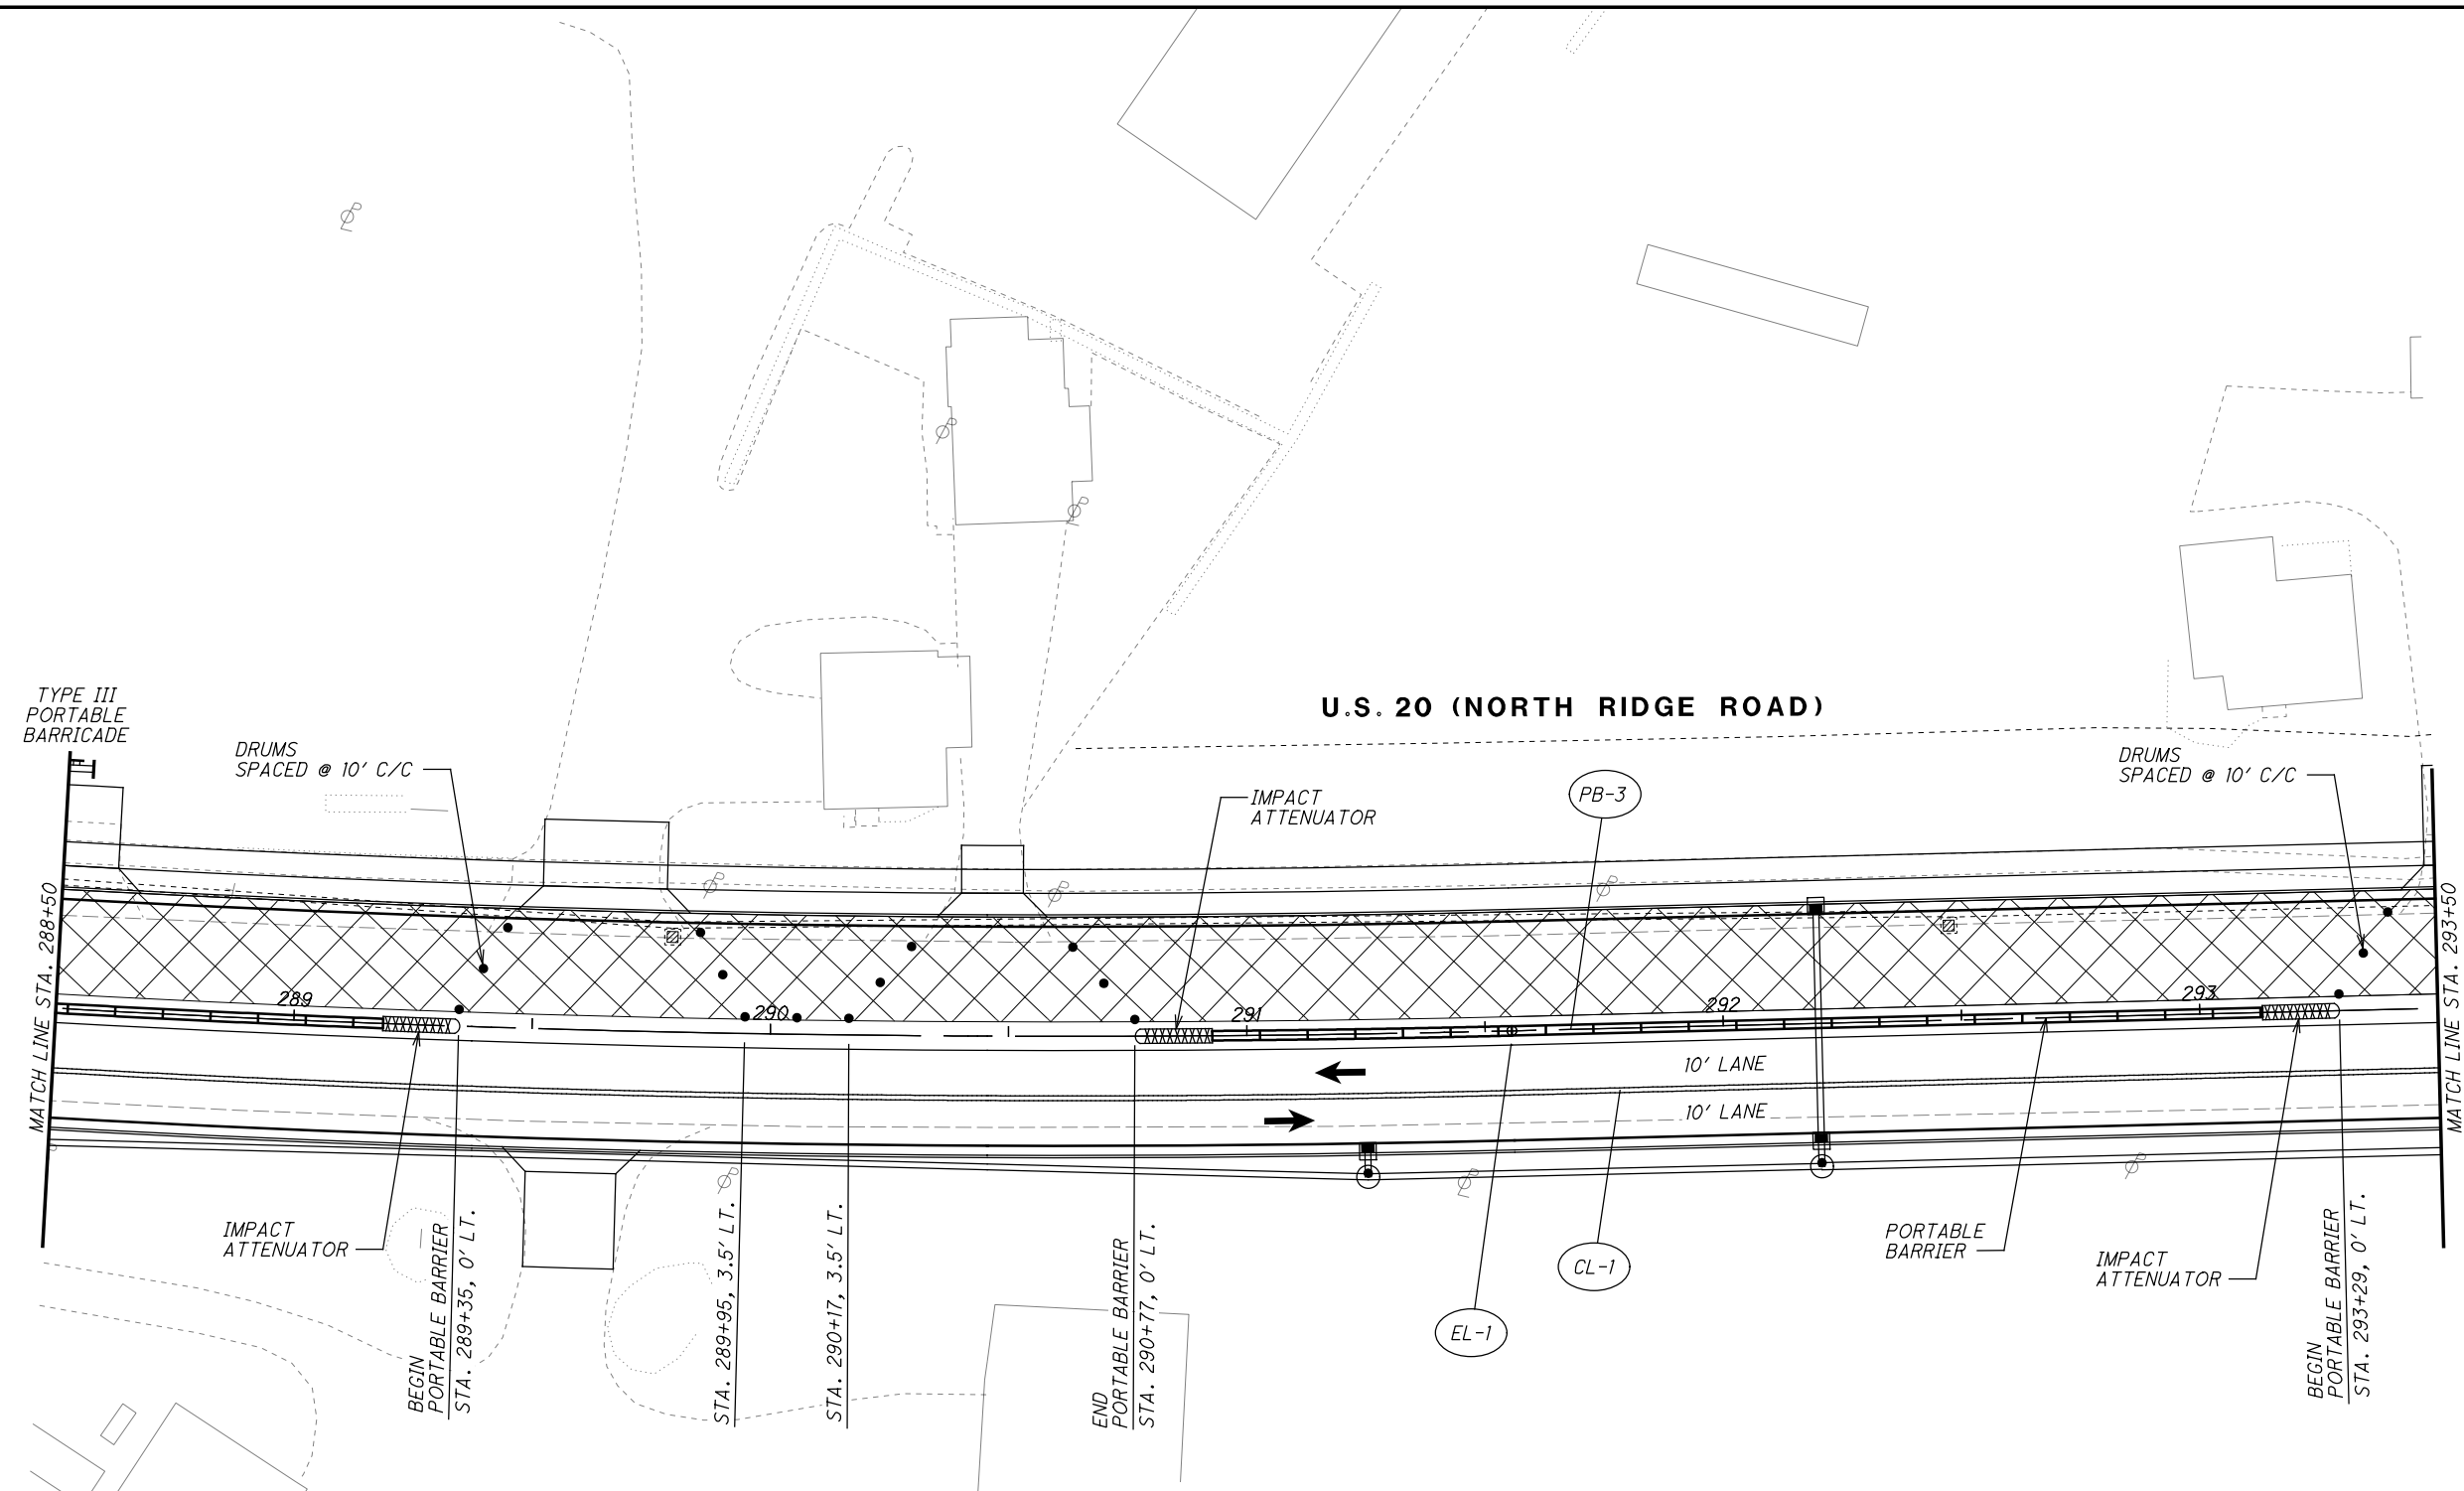 U.S. 20 (NORTH RIDGE ROAD)
TYPE III
PORTABLE
BARRICADE
DRUMS
SPACED @ 10' C/C
IMPACT
ATTENUATOR
PB-3
DRUMS
SPACED @ 10' C/C
MATCH LINE STA. 288+50
289
290
291
292
293
MATCH LINE STA. 293+50
10' LANE
10' LANE
IMPACT
ATTENUATOR
BEGIN
PORTABLE BARRIER
STA. 289+35, 0' LT.
STA. 289+95, 3.5' LT.
STA. 290+17, 3.5' LT.
END
PORTABLE BARRIER
STA. 290+77, 0' LT.
EL-1
CL-1
PORTABLE
BARRIER
IMPACT
ATTENUATOR
BEGIN
PORTABLE BARRIER
STA. 293+29, 0' LT.